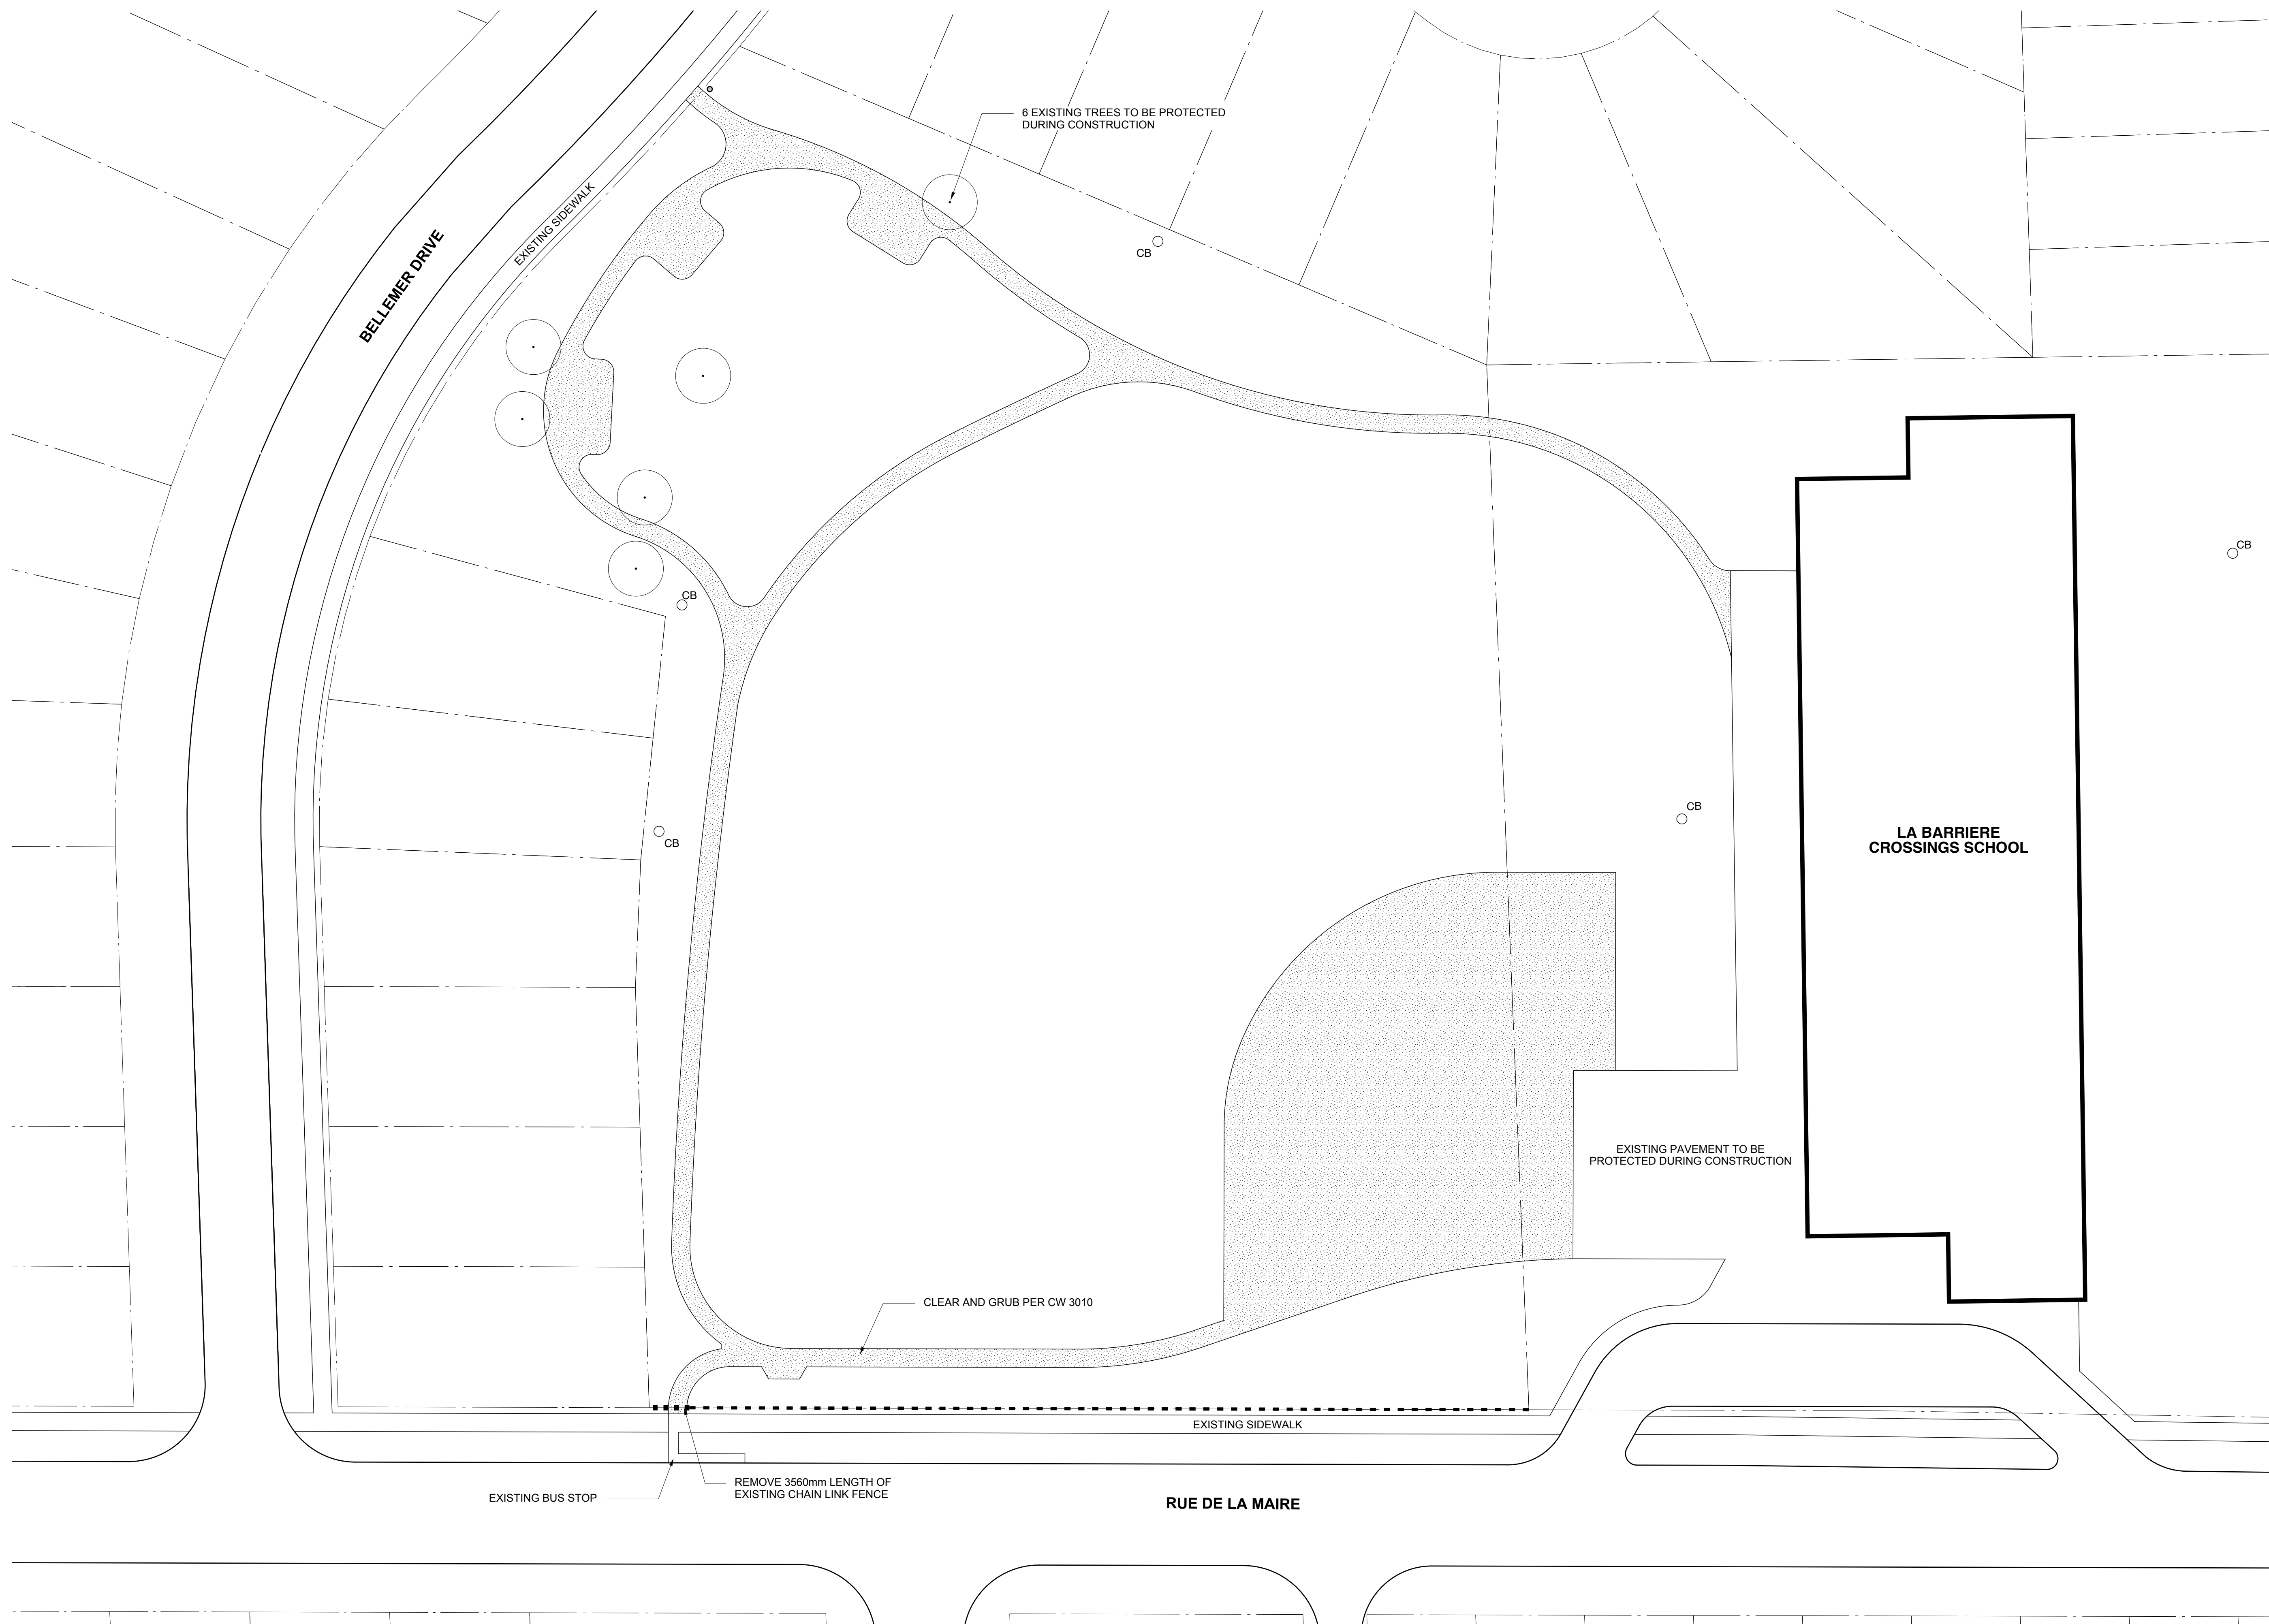 6 EXISTING TREES TO BE PROTECTED
DURING CONSTRUCTION
EXISTING SIDEWALK
BELLEMER DRIVE
CB
CB
CB
CB
CB
LA BARRIERE
CROSSINGS SCHOOL
EXISTING PAVEMENT TO BE
PROTECTED DURING CONSTRUCTION
CLEAR AND GRUB PER CW 3010
EXISTING SIDEWALK
REMOVE 3560mm LENGTH OF
EXISTING CHAIN LINK FENCE
EXISTING BUS STOP
RUE DE LA MAIRE